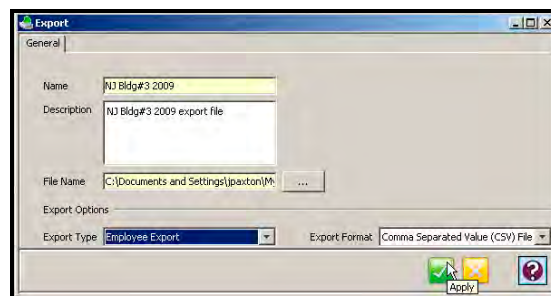 Export
General
Name NJ Bldg#3 2009
Description NJ Bldg#3 2009 export file
File Name C:\Documents and Settings\jpaxton\My ...
Export Options
Export Type Employee Export Export Format Comma Separated Value (CSV) File
Apply